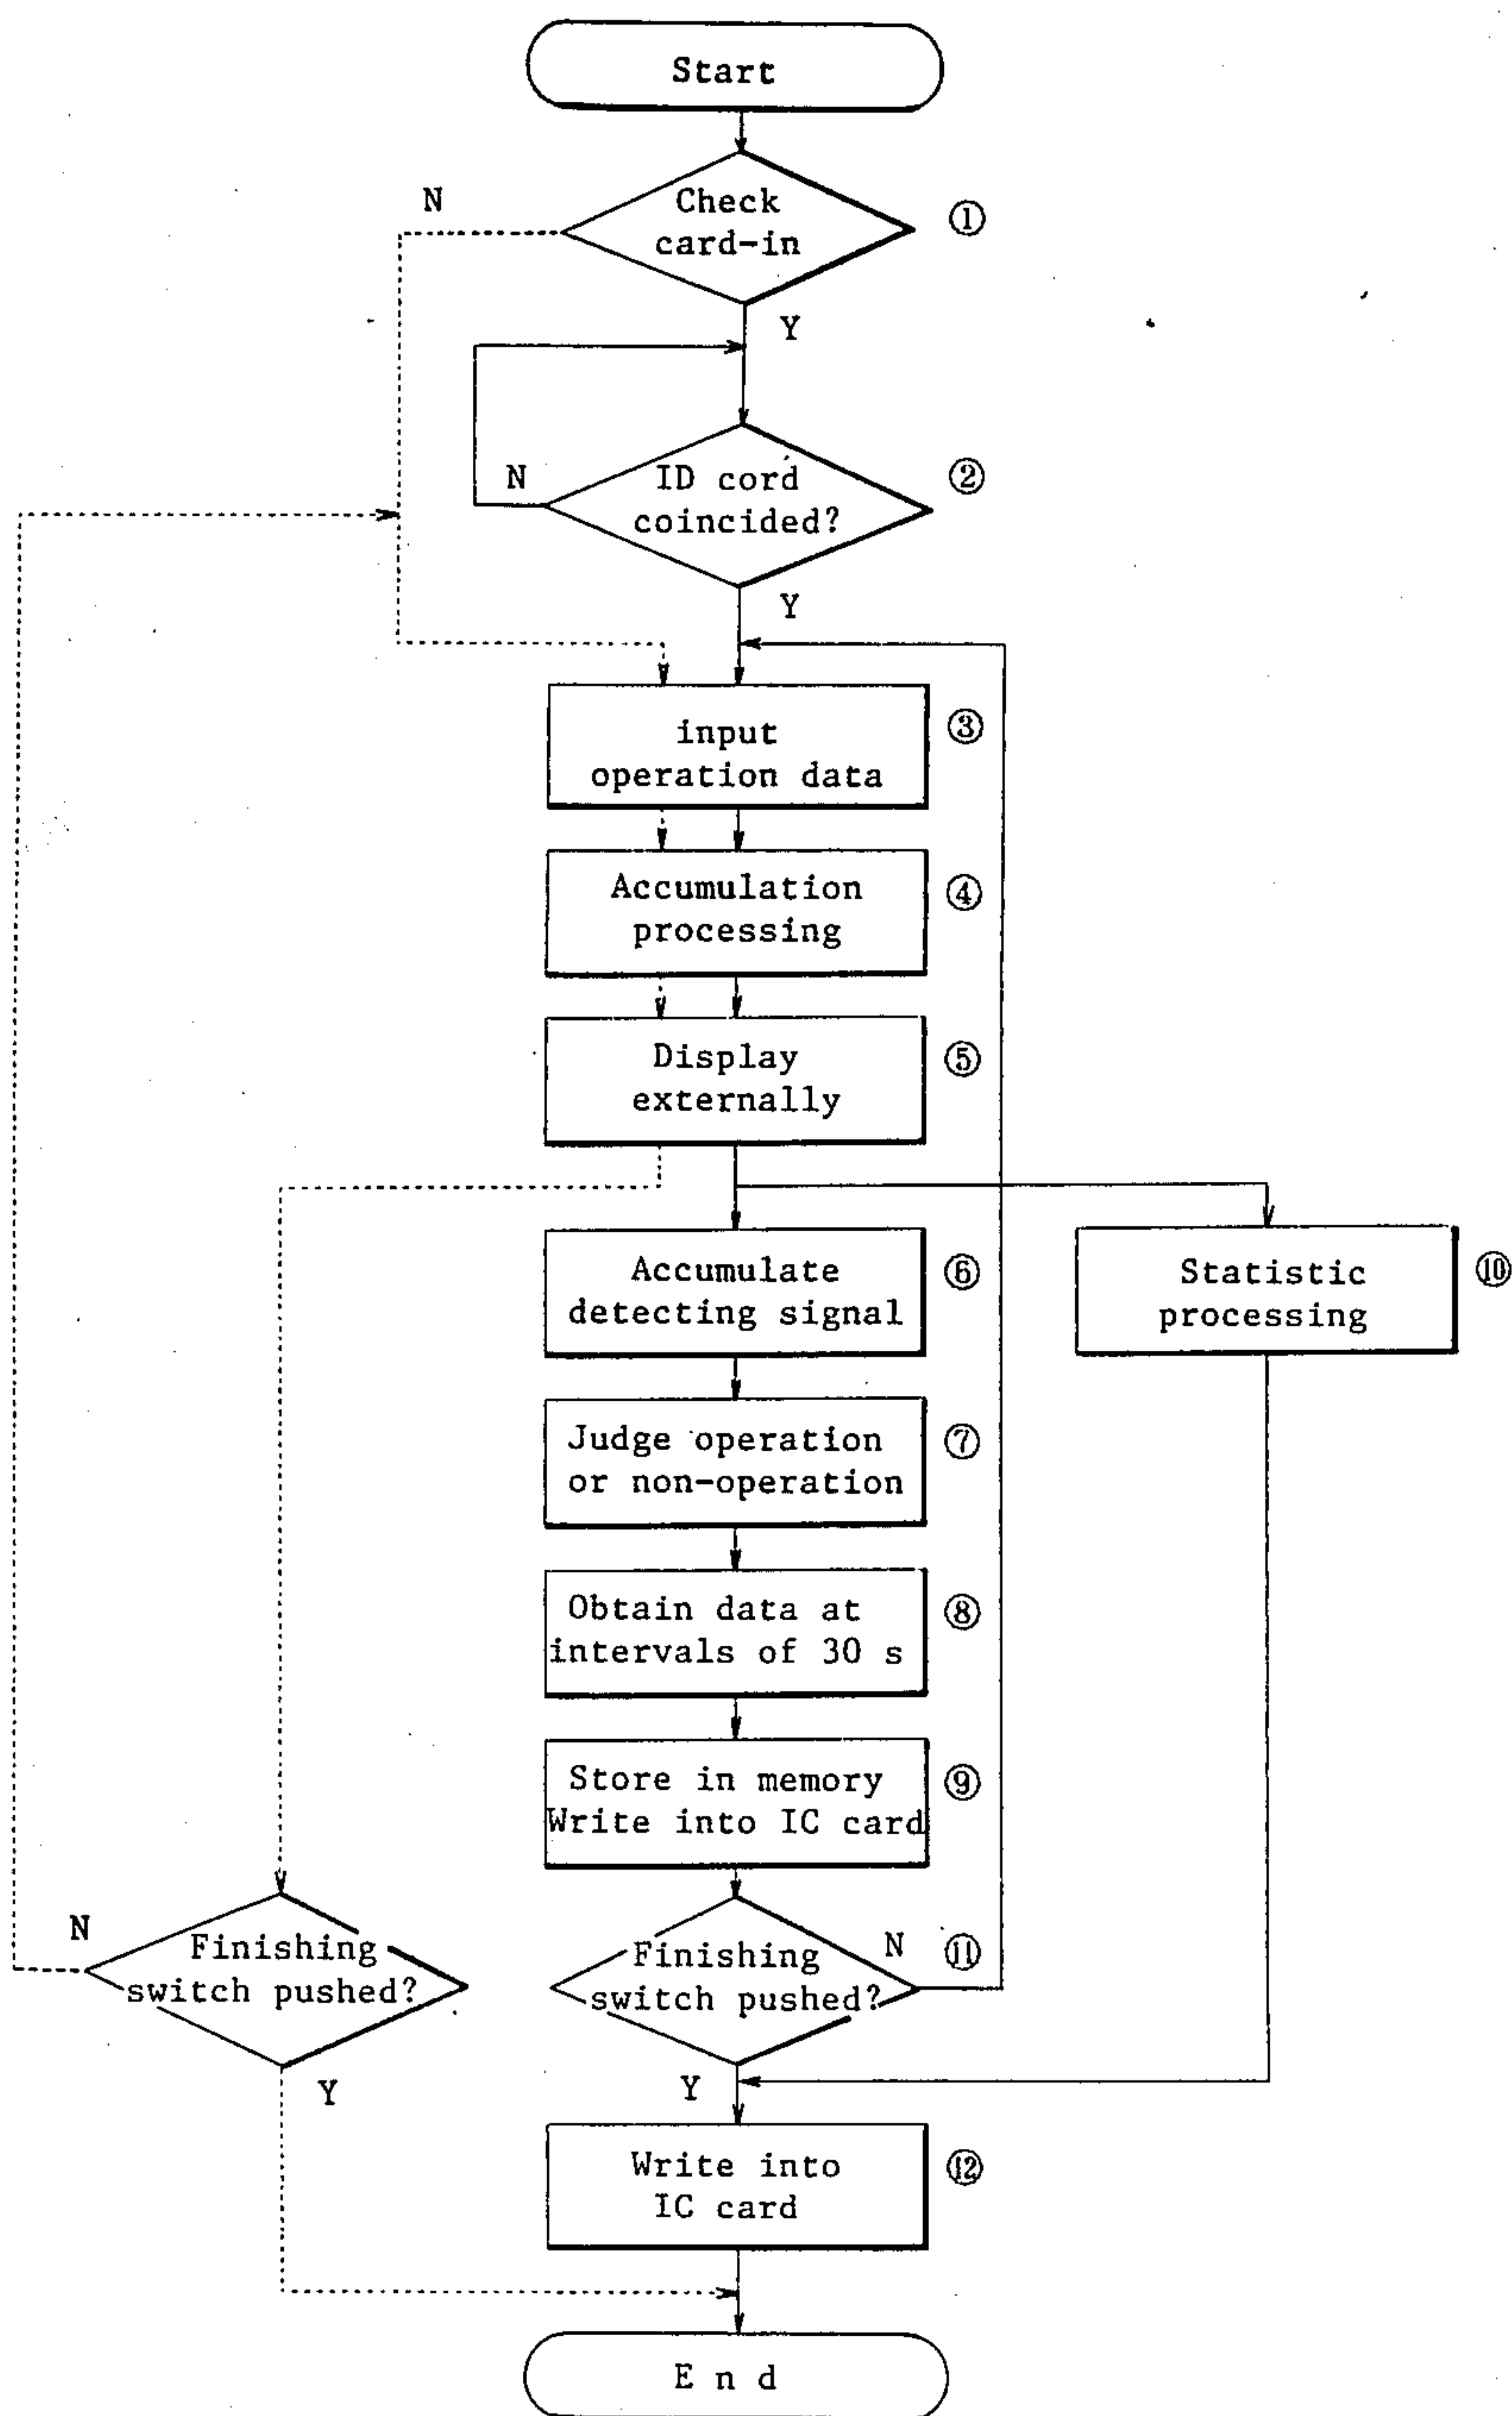 Start
N
Check
card-in
①
Y
N
ID cord
coincided?
②
Y
input
operation data
③
Accumulation
processing
④
Display
externally
⑤
Accumulate
detecting signal
⑥
Statistic
processing
⑩
Judge operation
or non-operation
⑦
Obtain data at
intervals of 30 s
⑧
Store in memory
Write into IC card
⑨
N
Finishing
switch pushed?
Y
Finishing
switch pushed?
N
⑪
Y
Write into
IC card
⑫
E n d